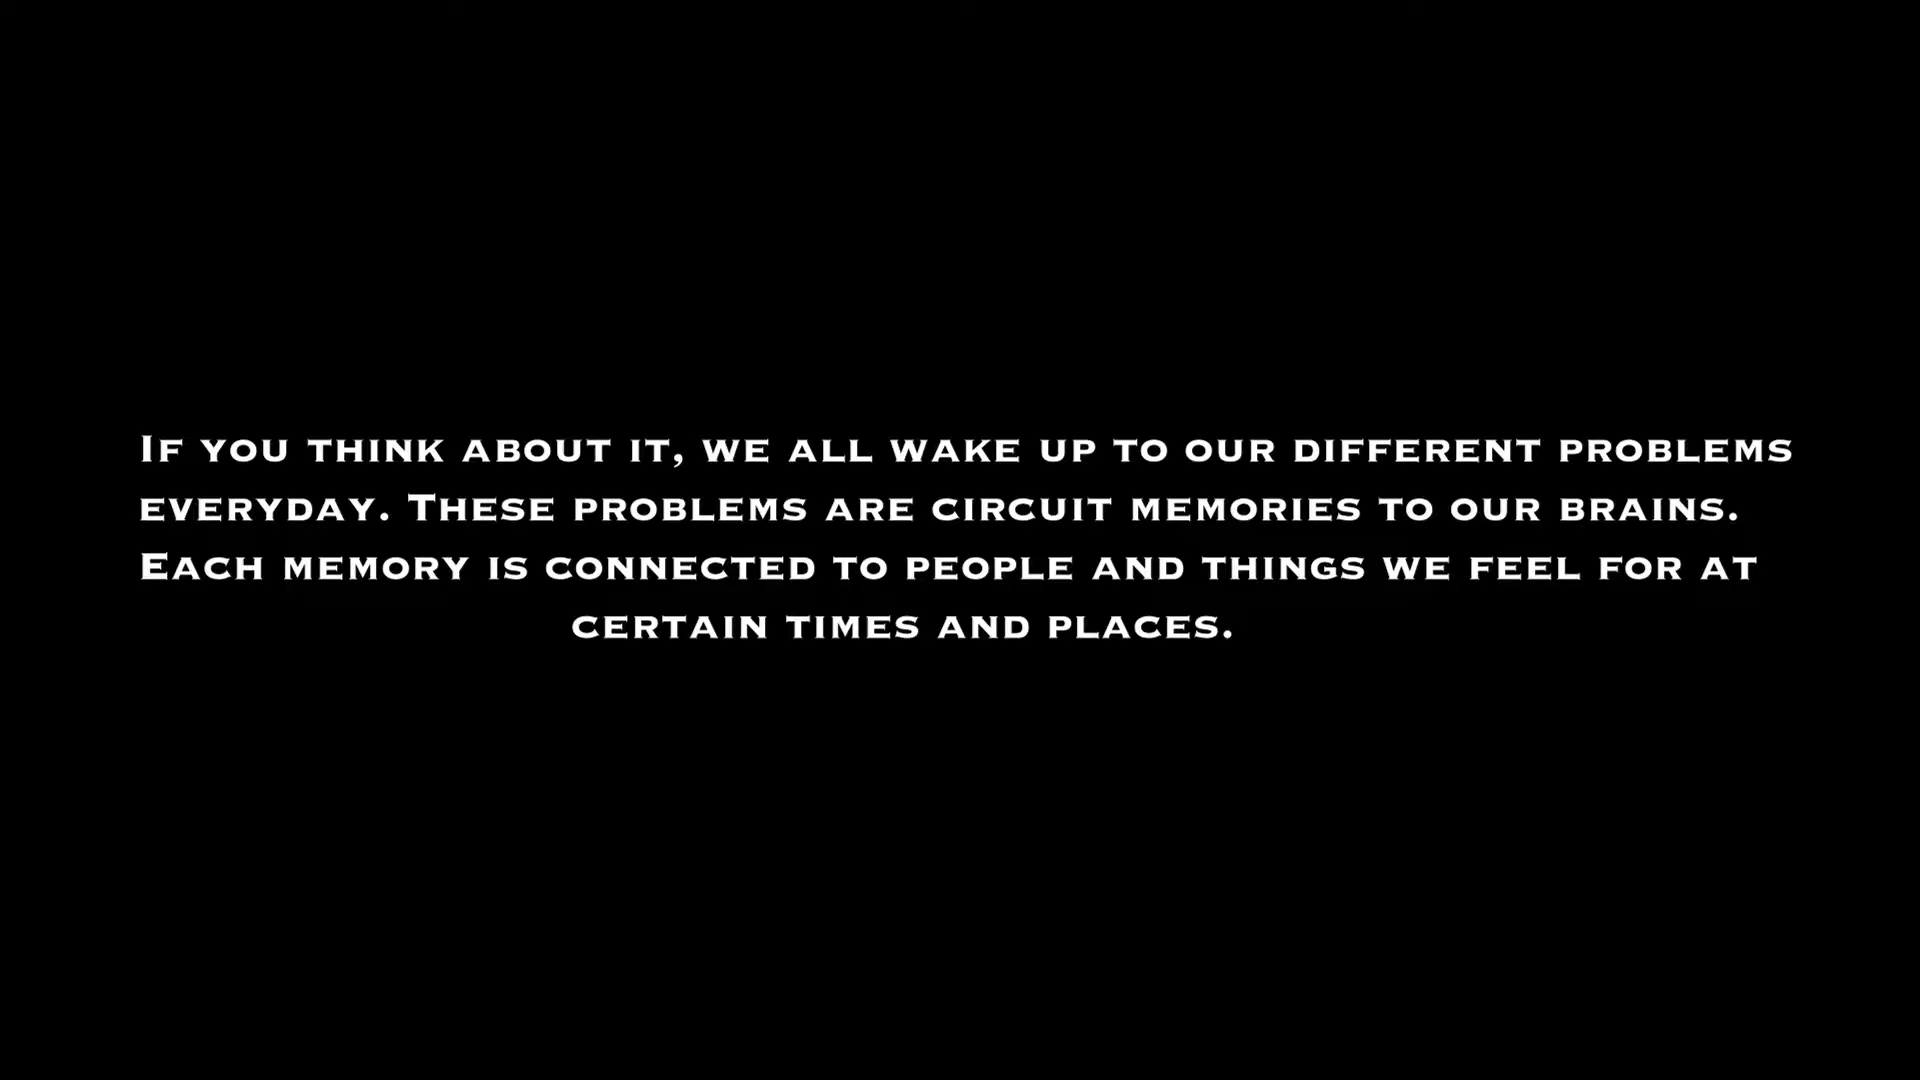 If you think about it, we all wake up to our different problems
everyday. These problems are circuit memories to our brains.
Each memory is connected to people and things we feel for at
certain times and places.